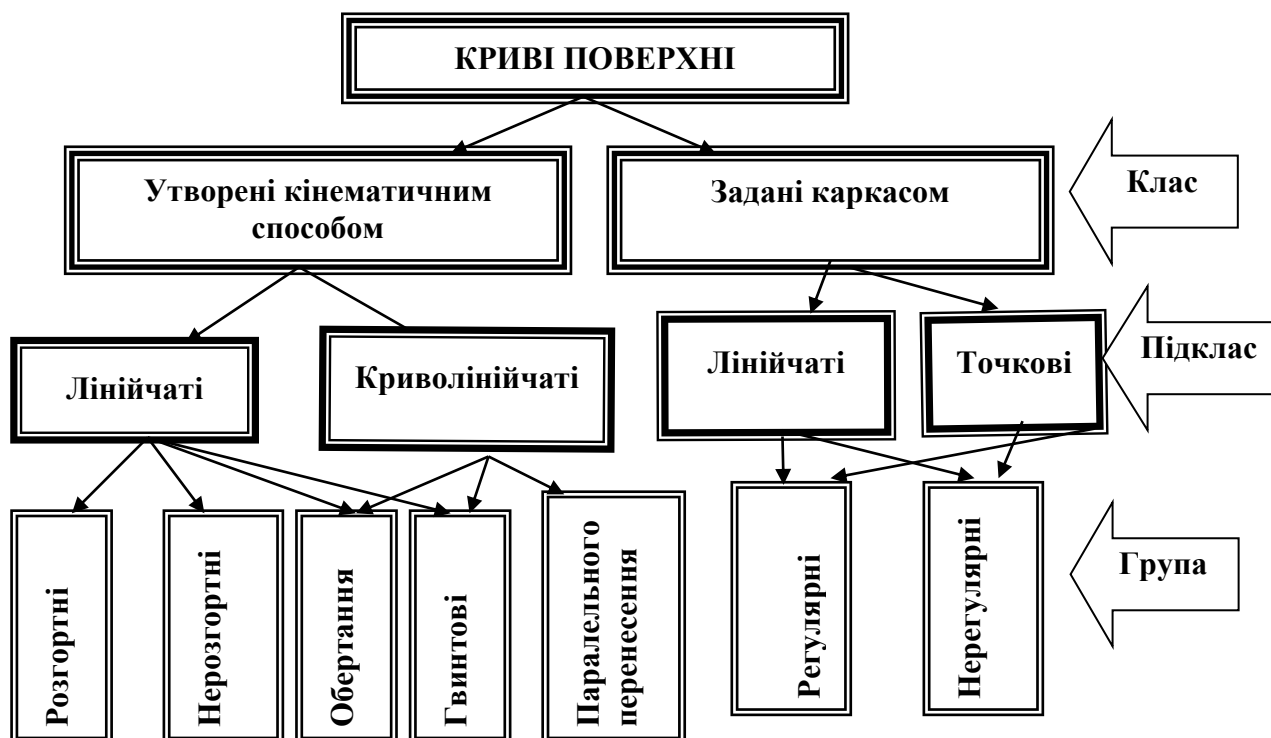 КРИВІ ПОВЕРХНІ
Утворені кінематичним
способом
Задані каркасом
Клас
Лінійчаті
Криволінійчаті
Лінійчаті
Точкові
Підклас
Розгортні
Нерозгортні
Обертання
Гвинтові
Паралельного
перенесення
Регулярні
Нерегулярні
Група